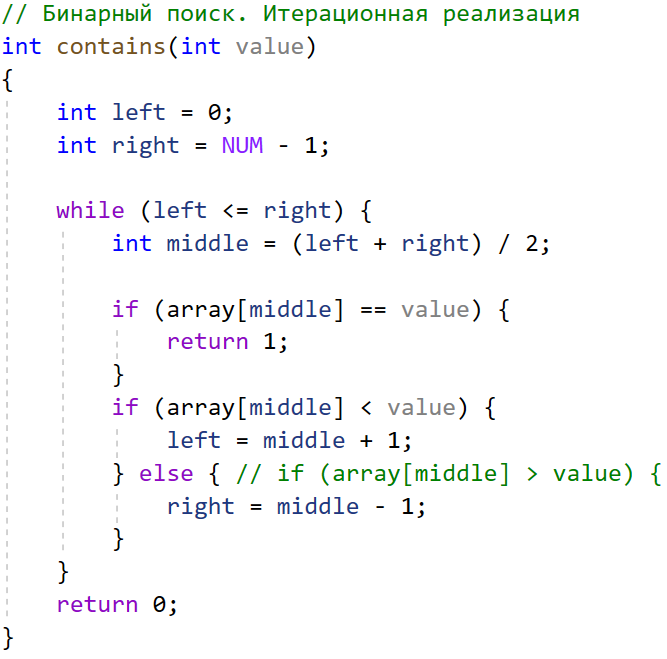 // Бинарный поиск. Итерационная реализация
int contains(int value)
{
    int left = 0;
    int right = NUM - 1;

    while (left <= right) {
        int middle = (left + right) / 2;

        if (array[middle] == value) {
            return 1;
        }
        if (array[middle] < value) {
            left = middle + 1;
        } else { // if (array[middle] > value) {
            right = middle - 1;
        }
    }
    return 0;
}